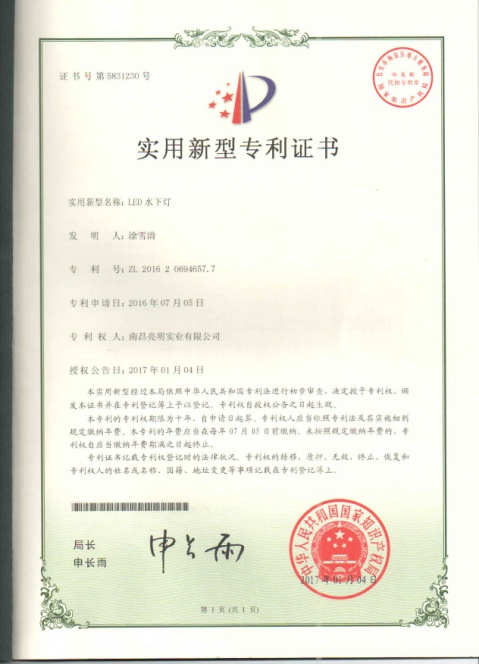 证书号第5831230号
实用新型专利证书
实用新型名称：LED水下灯
发 明 人：涂雪清
专 利 号：ZL 2016 2 0694657.7
专利申请日：2016年07月05日
专 利 权 人：南昌亮明实业有限公司
授权公告日：2017年01月04日
本实用新型经过本局依照中华人民共和国专利法进行初步审查，决定授予专利权，颁
发本证书并在专利登记簿上予以登记。专利权自授权公告之日起生效。
本专利的专利权期限为十年，自申请日起算。专利权人应当依照专利法及其实施细则
规定缴纳年费。本专利的年费应当在每年07月05日前缴纳。未按照规定缴纳年费的，专
利权自应当缴纳年费期满之日起终止。
专利证书记载专利权登记时的法律状况。专利权的转移、质押、无效、终止、恢复和
专利权人的姓名或名称、国籍、地址变更等事项记载在专利登记簿上。
局长
申长雨
申长雨
中华人民共和国国家知识产权局
2017年01月04日
第1页(共1页)